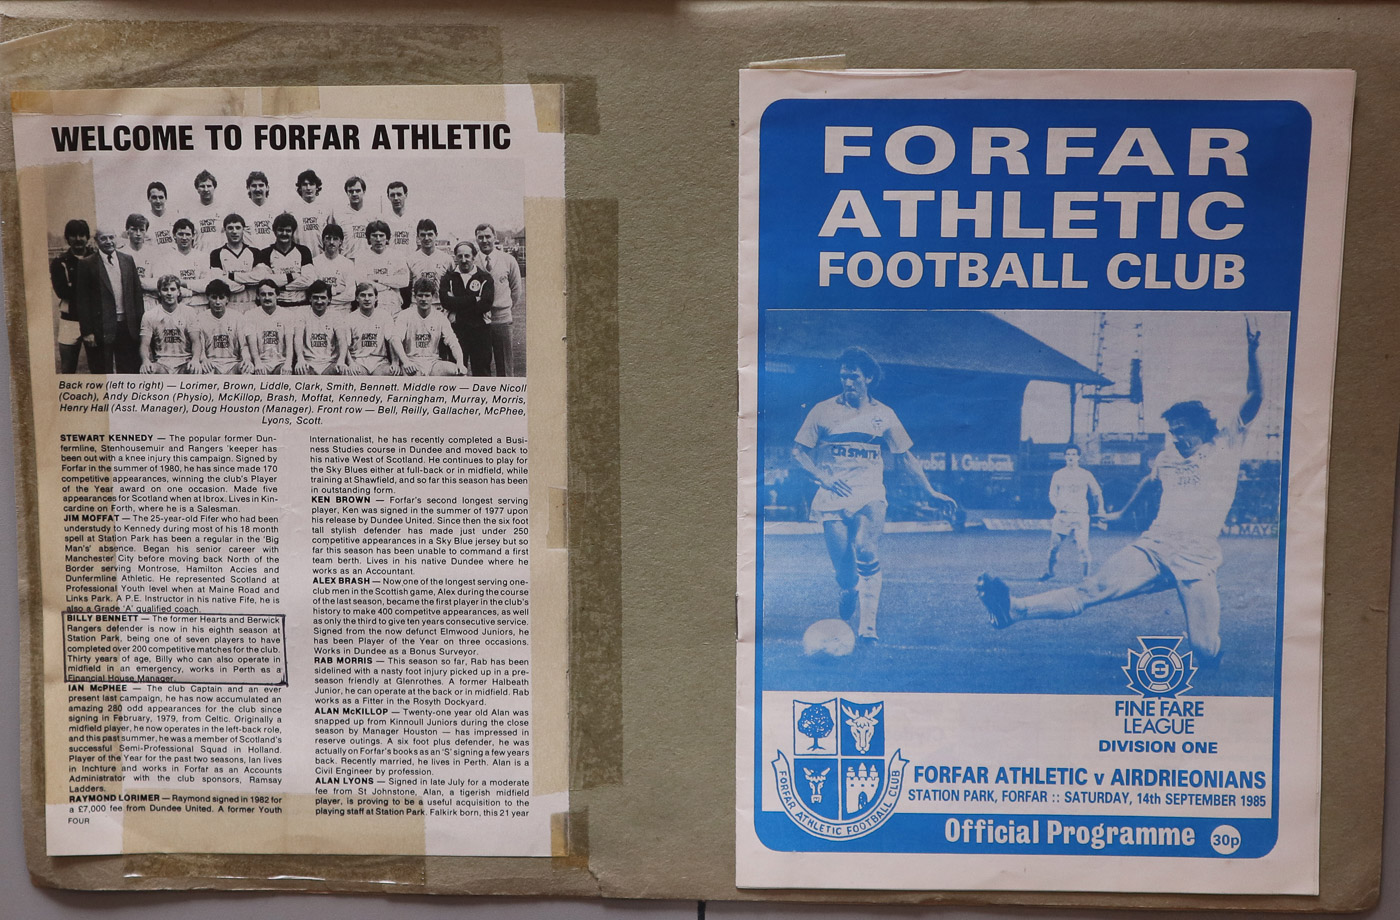 WELCOME TO FORFAR ATHLETIC
Back row (left to right) — Lorimer, Brown, Liddle, Clark, Smith, Bennett. Middle row — Dave Nicoll
(Coach), Andy Dickson (Physio), McKillop, Brash, Moffat, Kennedy, Farningham, Murray, Morris,
Henry Hall (Asst. Manager), Doug Houston (Manager). Front row — Bell, Reilly, Gallacher, McPhee,
Lyons, Scott.
STEWART KENNEDY — The popular former Dun-
fermline, Stenhousemuir and Rangers 'keeper has
been out with a knee injury this campaign. Signed by
Forfar in the summer of 1980, he has since made 170
competitive appearances, winning the club's Player
of the Year award on one occasion. Made five
appearances for Scotland when at Ibrox. Lives in Kin-
cardine on Forth, where he is a Salesman.
JIM MOFFAT — The 25-year-old Fifer who had been
understudy to Kennedy during most of his 18 month
spell at Station Park has been a regular in the 'Big
Man's' absence. Began his senior career with
Manchester City before moving back North of the
Border serving Montrose, Hamilton Accies and
Dunfermline Athletic. He represented Scotland at
Professional Youth level when at Maine Road and
Links Park. A P.E. Instructor in his native Fife, he is
also a Grade 'A' qualified coach.
BILLY BENNETT — The former Hearts and Berwick
Rangers defender is now in his eighth season at
Station Park, being one of seven players to have
completed over 200 competitive matches for the club.
Thirty years of age, Billy who can also operate in
midfield in an emergency, works in Perth as a
Financial House Manager.
IAN McPHEE — The club Captain and an ever
present last campaign, he has now accumulated an
amazing 280 odd appearances for the club since
signing in February, 1979, from Celtic. Originally a
midfield player, he now operates in the left-back role,
and this past summer, he was a member of Scotland's
successful Semi-Professional Squad in Holland.
Player of the Year for the past two seasons, Ian lives
in Inchture and works in Forfar as an Accounts
Administrator with the club sponsors, Ramsay
Ladders.
RAYMOND LORIMER — Raymond signed in 1982 for
a £7,000 fee from Dundee United. A former Youth
FOUR
Internationalist, he has recently completed a Busi-
ness Studies course in Dundee and moved back to
his native West of Scotland. He continues to play for
the Sky Blues either at full-back or in midfield, while
training at Shawfield, and so far this season has been
in outstanding form.
KEN BROWN — Forfar's second longest serving
player, Ken was signed in the summer of 1977 upon
his release by Dundee United. Since then the six foot
tall stylish defender has made just under 250
competitive appearances in a Sky Blue jersey but so
far this season has been unable to command a first
team berth. Lives in his native Dundee where he
works as an Accountant.
ALEX BRASH — Now one of the longest serving one-
club men in the Scottish game, Alex during the course
of the last season, became the first player in the club's
history to make 400 competitve appearances, as well
as only the third to give ten years consecutive service.
Signed from the now defunct Elmwood Juniors, he
has been Player of the Year on three occasions.
Works in Dundee as a Bonus Surveyor.
RAB MORRIS — This season so far, Rab has been
sidelined with a nasty foot injury picked up in a pre-
season friendly at Glenrothes. A former Halbeath
Junior, he can operate at the back or in midfield. Rab
works as a Fitter in the Rosyth Dockyard.
ALAN McKILLOP — Twenty-one year old Alan was
snapped up from Kinnoull Juniors during the close
season by Manager Houston — has impressed in
reserve outings. A six foot plus defender, he was
actually on Forfar's books as an 'S' signing a few years
back. Recently married, he lives in Perth. Alan is a
Civil Engineer by profession.
ALAN LYONS — Signed in late July for a moderate
fee from St Johnstone, Alan, a tigerish midfield
player, is proving to be a useful acquisition to the
playing staff at Station Park. Falkirk born, this 21 year
FORFAR
ATHLETIC
FOOTBALL CLUB
FINE FARE
LEAGUE
DIVISION ONE
FORFAR ATHLETIC FOOTBALL CLUB
FORFAR ATHLETIC v AIRDRIEONIANS
STATION PARK, FORFAR :: SATURDAY, 14th SEPTEMBER 1985
Official Programme 30p